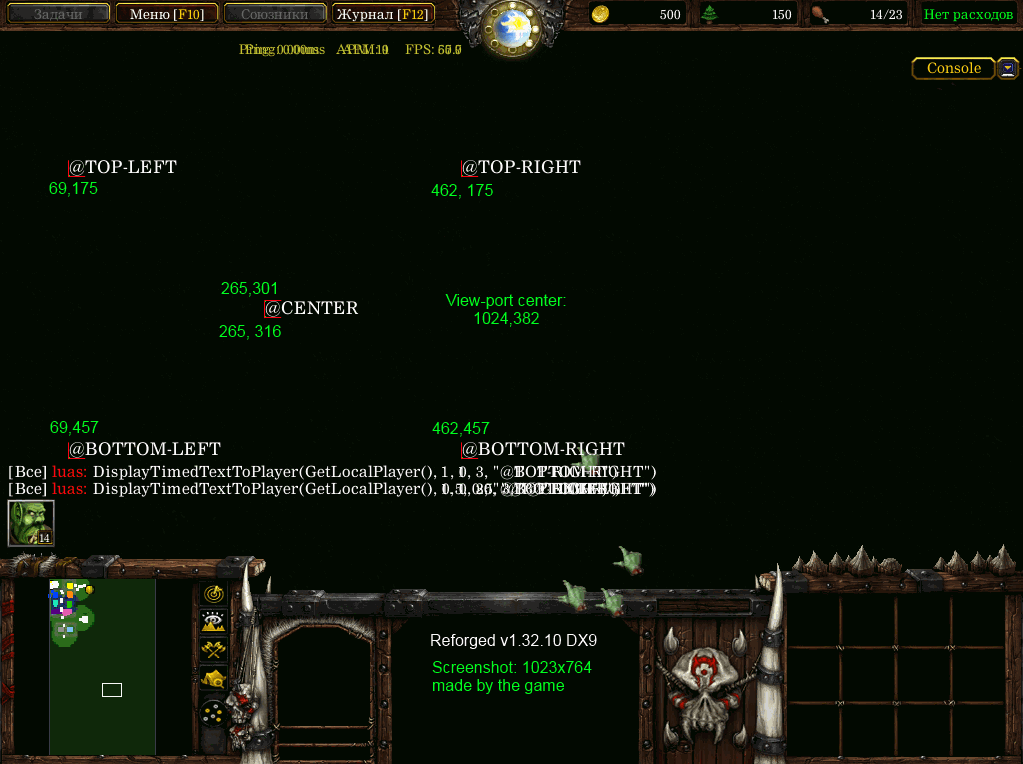 Задачи
Меню [F10]
Союзники
Журнал [F12]
500
150
14/23
Нет расходов
FPS:
Console
@TOP-LEFT
@TOP-RIGHT
69,175
462, 175
265,301
@CENTER
265, 316
View-port center:
1024,382
69,457
462,457
@BOTTOM-LEFT
@BOTTOM-RIGHT
[Все] luas: DisplayTimedTextToPlayer(GetLocalPlayer(),
[Все] luas: DisplayTimedTextToPlayer(GetLocalPlayer(),
14
Reforged v1.32.10 DX9
Screenshot: 1023x764
made by the game